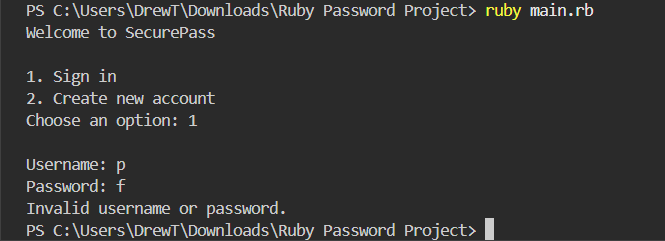 PS C:\Users\DrewT\Downloads\Ruby Password Project> ruby main.rb
Welcome to SecurePass
1. Sign in
2. Create new account
Choose an option: 1
Username: p
Password: f
Invalid username or password.
PS C:\Users\DrewT\Downloads\Ruby Password Project>